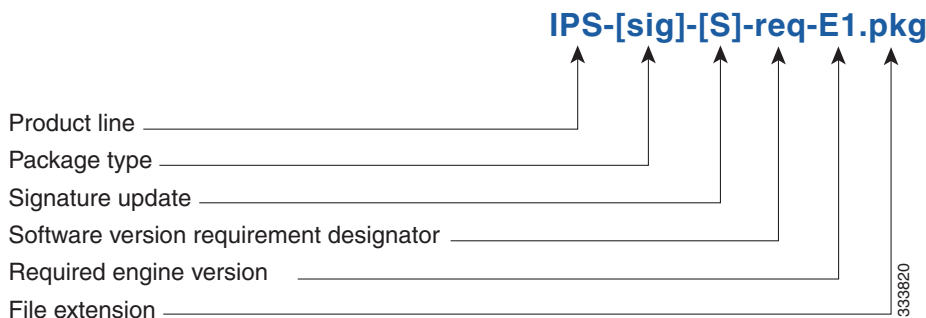 IPS-[sig]-[S]-req-E1.pkg
Product line
Package type
Signature update
Software version requirement designator
Required engine version
File extension
333820